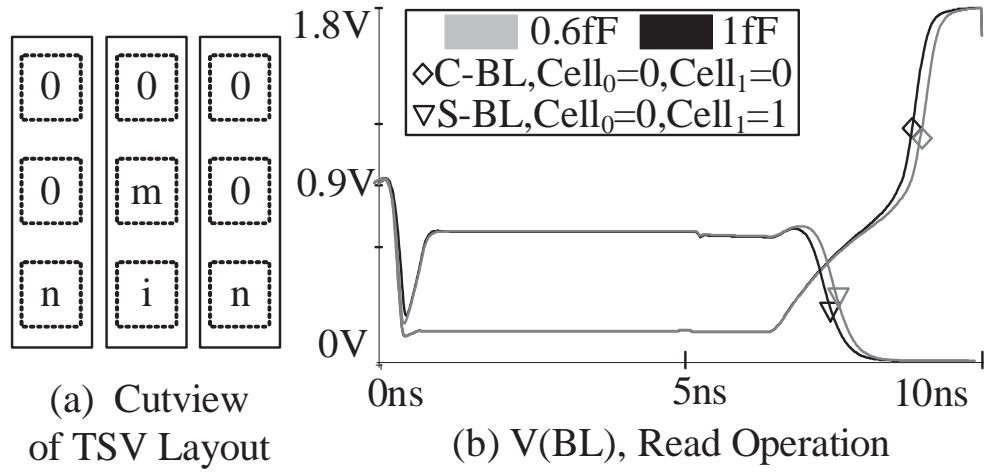 0 0 0
0 m 0
n i n
(a) Cutview
of TSV Layout
1.8V
0.9V
0V
0.6fF 1fF
C-BL,Cell₀=0,Cell₁=0
S-BL,Cell₀=0,Cell₁=1
0ns 5ns 10ns
(b) V(BL), Read Operation